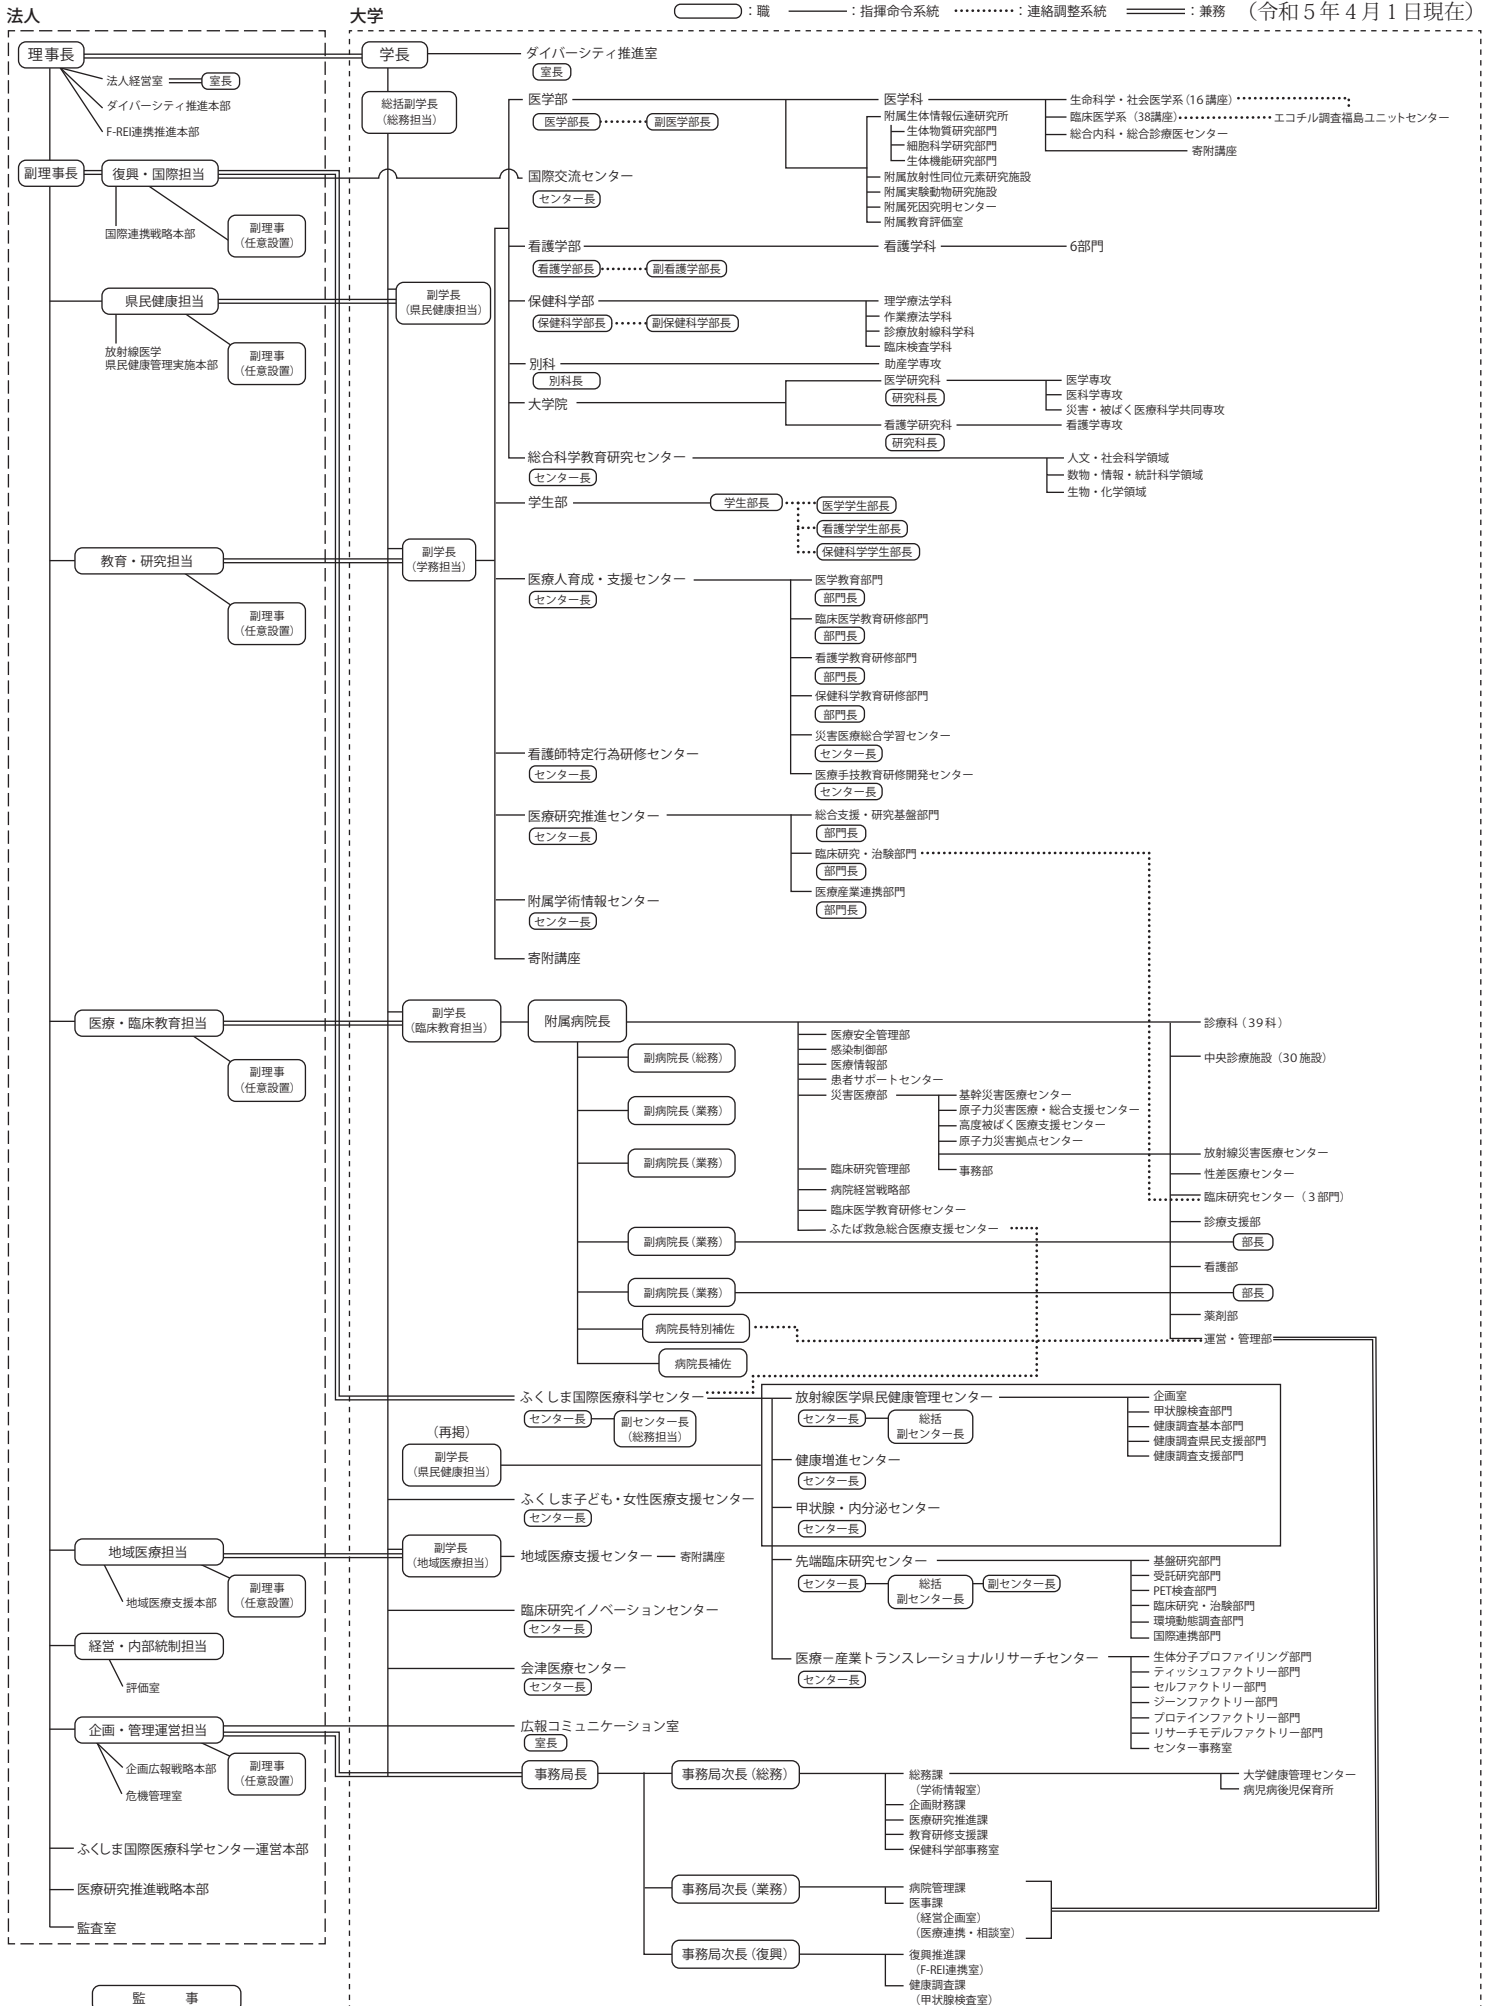 法人
大学
：職
：指揮命令系統
：連絡調整系統
：兼務
（令和５年４月１日現在）
理事長
法人経営室
室長
ダイバーシティ推進本部
F-REI連携推進本部
副理事長
復興・国際担当
国際連携戦略本部
副理事
（任意設置）
県民健康担当
放射線医学
県民健康管理実施本部
副理事
（任意設置）
教育・研究担当
副理事
（任意設置）
医療・臨床教育担当
副理事
（任意設置）
地域医療担当
地域医療支援本部
副理事
（任意設置）
経営・内部統制担当
評価室
企画・管理運営担当
企画広報戦略本部
危機管理室
副理事
（任意設置）
ふくしま国際医療科学センター運営本部
医療研究推進戦略本部
監査室
監　　事
学長
総括副学長
（総務担当）
ダイバーシティ推進室
室長
医学部
医学部長
副医学部長
医学科
附属生体情報伝達研究所
生体物質研究部門
細胞科学研究部門
生体機能研究部門
附属放射性同位元素研究施設
附属実験動物研究施設
附属死因究明センター
附属教育評価室
生命科学・社会医学系（16講座）
臨床医学系（38講座）
エコチル調査福島ユニットセンター
総合内科・総合診療医センター
寄附講座
国際交流センター
センター長
看護学部
看護学部長
副看護学部長
看護学科
6部門
副学長
（県民健康担当）
保健科学部
保健科学部長
副保健科学部長
理学療法学科
作業療法学科
診療放射線科学科
臨床検査学科
別科
別科長
助産学専攻
大学院
医学研究科
研究科長
医学専攻
医科学専攻
災害・被ばく医療科学共同専攻
看護学研究科
研究科長
看護学専攻
総合科学教育研究センター
センター長
人文・社会科学領域
数物・情報・統計科学領域
生物・化学領域
学生部
学生部長
医学学生部長
看護学学生部長
保健科学学生部長
副学長
（学務担当）
医療人育成・支援センター
センター長
医学教育部門
部門長
臨床医学教育研修部門
部門長
看護学教育研修部門
部門長
保健科学教育研修部門
部門長
災害医療総合学習センター
センター長
医療手技教育研修開発センター
センター長
看護師特定行為研修センター
センター長
医療研究推進センター
センター長
総合支援・研究基盤部門
部門長
臨床研究・治験部門
部門長
医療産業連携部門
部門長
附属学術情報センター
センター長
寄附講座
副学長
（臨床教育担当）
附属病院長
副病院長（総務）
副病院長（業務）
副病院長（業務）
副病院長（業務）
副病院長（業務）
病院長特別補佐
病院長補佐
医療安全管理部
感染制御部
医療情報部
患者サポートセンター
災害医療部
基幹災害医療センター
原子力災害医療・総合支援センター
高度被ばく医療支援センター
原子力災害拠点センター
事務部
臨床研究管理部
病院経営戦略部
臨床医学教育研修センター
ふたば救急総合医療支援センター
診療科（39科）
中央診療施設（30施設）
放射線災害医療センター
性差医療センター
臨床研究センター（３部門）
診療支援部
部長
看護部
部長
薬剤部
運営・管理部
ふくしま国際医療科学センター
センター長
副センター長
（総務担当）
（再掲）
副学長
（県民健康担当）
放射線医学県民健康管理センター
センター長
総括
副センター長
企画室
甲状腺検査部門
健康調査基本部門
健康調査県民支援部門
健康調査支援部門
健康増進センター
センター長
甲状腺・内分泌センター
センター長
ふくしま子ども・女性医療支援センター
センター長
副学長
（地域医療担当）
地域医療支援センター
寄附講座
先端臨床研究センター
センター長
総括
副センター長
副センター長
基盤研究部門
受託研究部門
PET検査部門
臨床研究・治験部門
環境動態調査部門
国際連携部門
臨床研究イノベーションセンター
センター長
会津医療センター
センター長
医療－産業トランスレーショナルリサーチセンター
センター長
生体分子プロファイリング部門
ティッシュファクトリー部門
セルファクトリー部門
ジーンファクトリー部門
プロテインファクトリー部門
リサーチモデルファクトリー部門
センター事務室
広報コミュニケーション室
室長
事務局長
事務局次長（総務）
総務課
（学術情報室）
企画財務課
医療研究推進課
教育研修支援課
保健科学部事務室
大学健康管理センター
病児病後児保育所
事務局次長（業務）
病院管理課
医事課
（経営企画室）
（医療連携・相談室）
事務局次長（復興）
復興推進課
（F-REI連携室）
健康調査課
（甲状腺検査室）